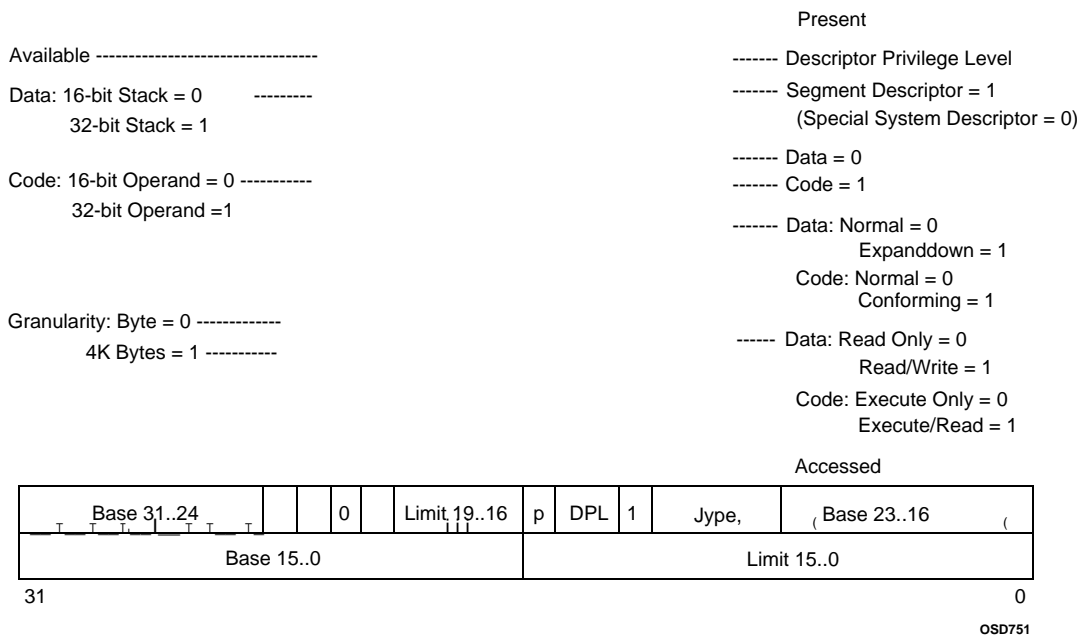 Present
Available ----------------------------------
------- Descriptor Privilege Level
Data: 16-bit Stack = 0 ---------
32-bit Stack = 1
------- Segment Descriptor = 1
(Special System Descriptor = 0)
Code: 16-bit Operand = 0 -----------
32-bit Operand =1
------- Data = 0
------- Code = 1
------- Data: Normal = 0
Expanddown = 1
Code: Normal = 0
Conforming = 1
Granularity: Byte = 0 -------------
4K Bytes = 1 -----------
------ Data: Read Only = 0
Read/Write = 1
Code: Execute Only = 0
Execute/Read = 1
Accessed
Base 31..24 0 Limit 19..16 p DPL 1 Jype, Base 23..16
Base 15..0 Limit 15..0
31 0
OSD751